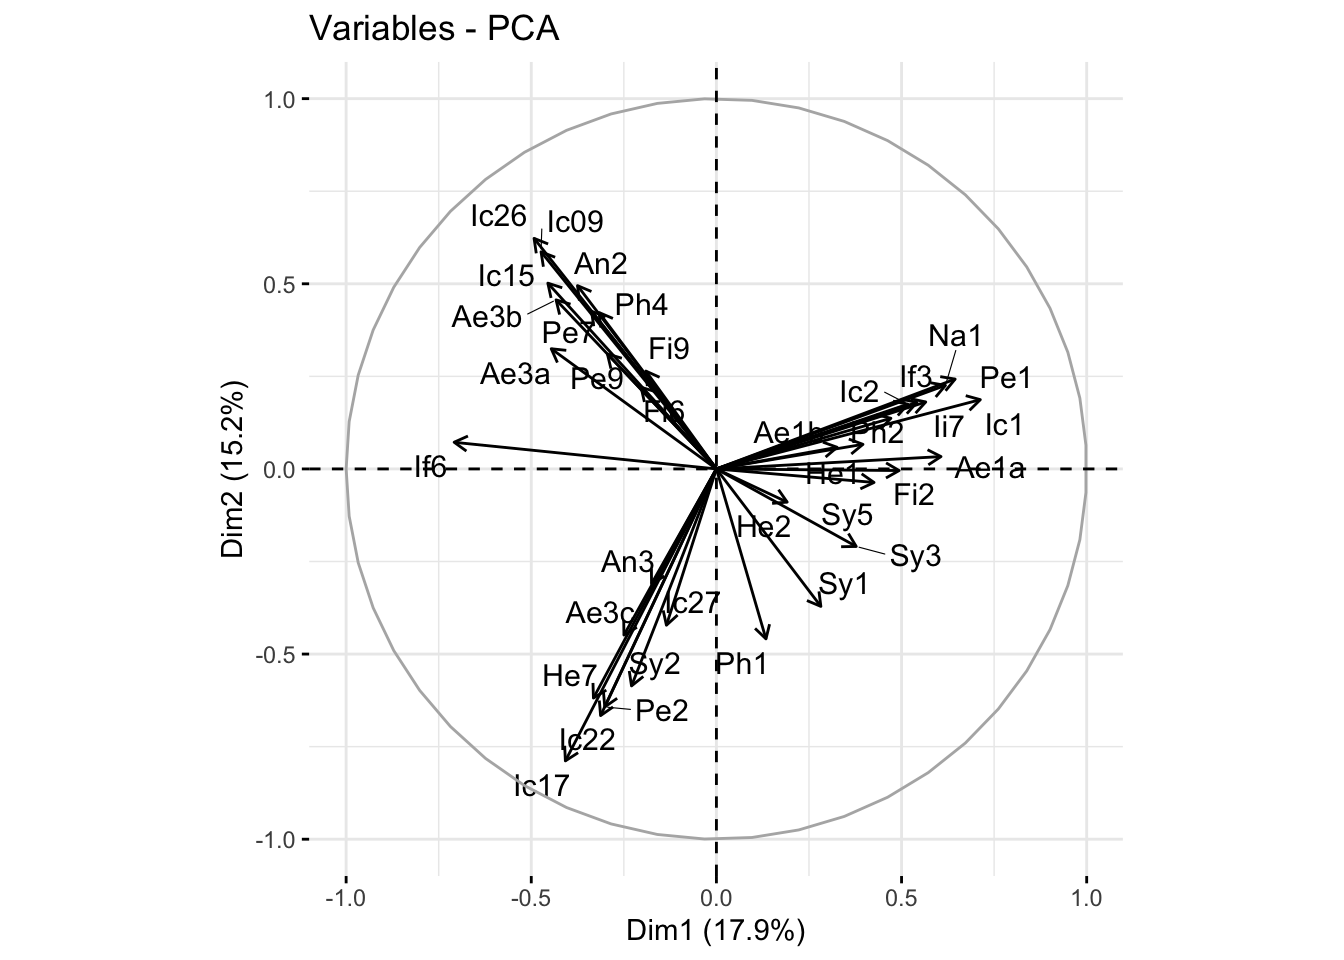 Variables - PCA
1.0
0.5
0.0
-0.5
-1.0
Dim2 (15.2%)
Ic26
Ic09
An2
Ic15
Ph4
Ae3b
Pe7
Fi9
Ae3a
Pe9
Fi6
If6
Na1
If3
Pe1
Ic2
Ii7
Ic1
Ae1b
Ph2
Ae1a
He1
Fi2
Sy5
He2
Sy3
Sy1
An3
Ic27
Ae3c
Sy2
Ph1
He7
Pe2
Ic22
Ic17
-1.0
-0.5
0.0
0.5
1.0
Dim1 (17.9%)